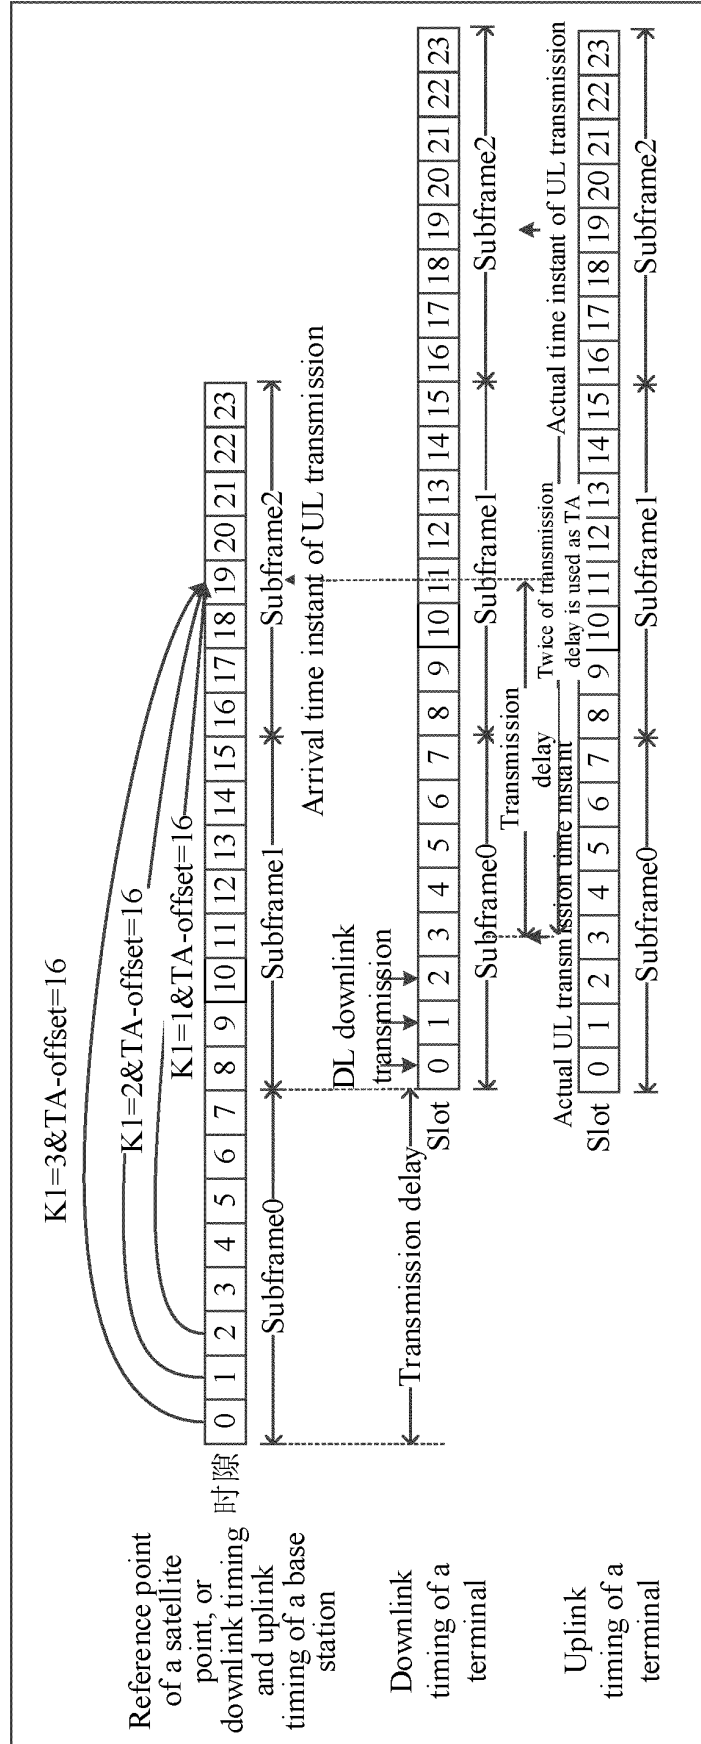 K1=3&TA-offset=16
K1=2&TA-offset=16
K1=1&TA-offset=16
Reference point
of a satellite
point, or
downlink timing
and uplink
timing of a base
station
时隙
0 1 2 3 4 5 6 7 8 9 10 11 12 13 14 15 16 17 18 19 20 21 22 23
Subframe0
Subframe1
Subframe2
Arrival time instant of UL transmission
DL downlink
transmission
Transmission delay
Downlink
timing of a
terminal
Slot
0 1 2 3 4 5 6 7 8 9 10 11 12 13 14 15 16 17 18 19 20 21 22 23
Subframe0
Subframe1
Subframe2
Transmission
delay
Twice of transmission
delay is used as TA
Actual UL transmission time instant
Actual time instant of UL transmission
Uplink
timing of a
terminal
Slot
0 1 2 3 4 5 6 7 8 9 10 11 12 13 14 15 16 17 18 19 20 21 22 23
Subframe0
Subframe1
Subframe2